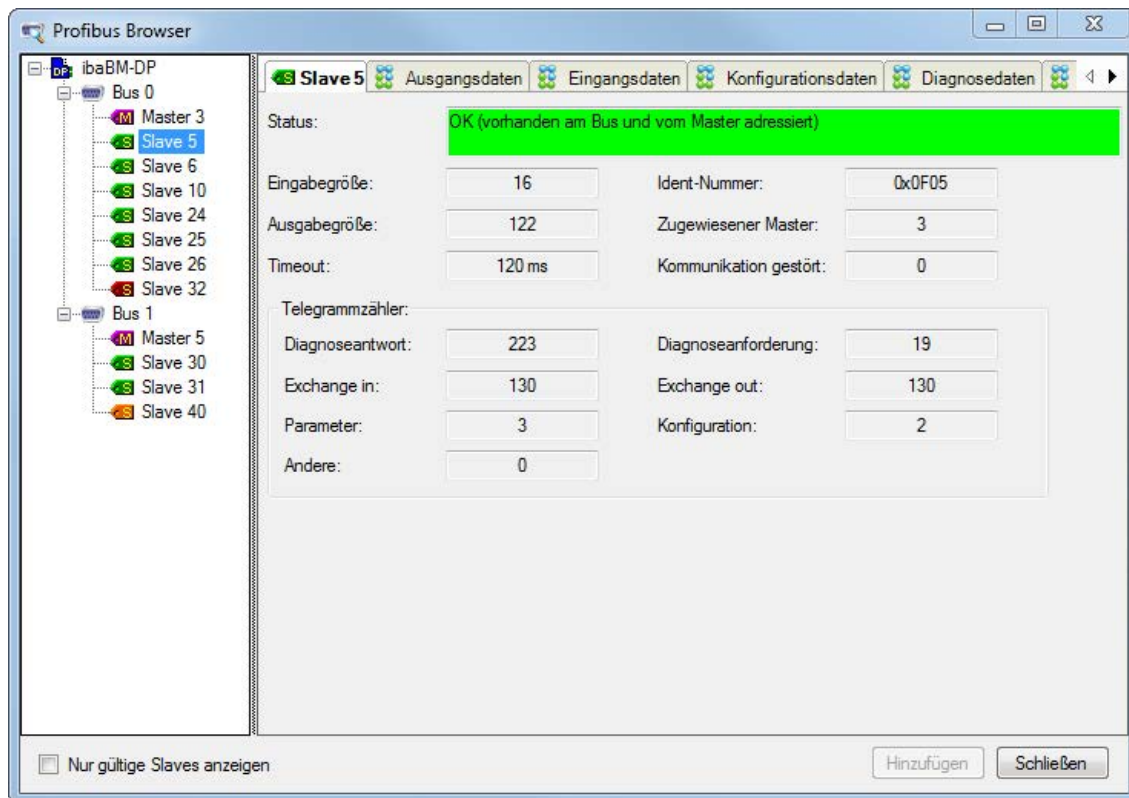 Profibus Browser
ibaBM-DP
Bus 0
Master 3
Slave 5
Slave 6
Slave 10
Slave 24
Slave 25
Slave 26
Slave 32
Bus 1
Master 5
Slave 30
Slave 31
Slave 40
Slave 5 Ausgangsdaten Eingangsdaten Konfigurationsdaten Diagnosedaten
Status: OK (vorhanden am Bus und vom Master adressiert)
Eingabegröße: 16 Ident-Nummer: 0x0F05
Ausgabegröße: 122 Zugewiesener Master: 3
Timeout: 120 ms Kommunikation gestört: 0
Telegrammzähler:
Diagnoseantwort: 223 Diagnoseanforderung: 19
Exchange in: 130 Exchange out: 130
Parameter: 3 Konfiguration: 2
Andere: 0
Nur gültige Slaves anzeigen Hinzufügen Schließen